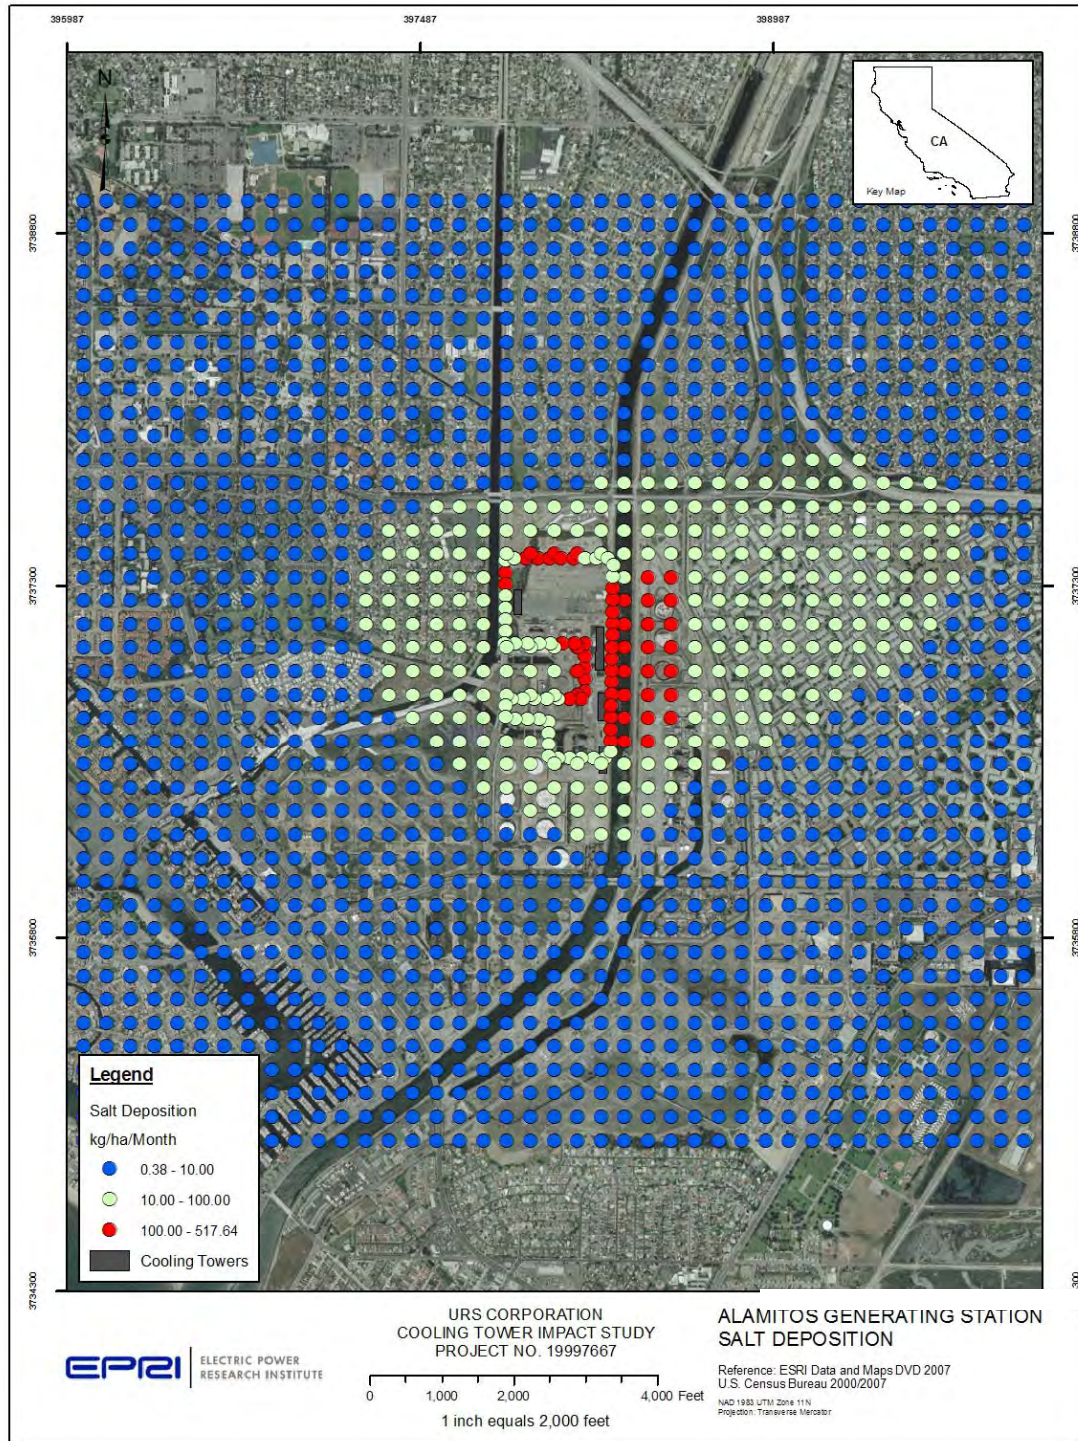 395987
397487
398987
N
CA
Key Map
3738800
3738800
3737300
3737300
3735800
3735800
Legend
Salt Deposition
kg/ha/Month
0.38 - 10.00
10.00 - 100.00
100.00 - 517.64
Cooling Towers
3734300
300
EPRI
ELECTRIC POWER
RESEARCH INSTITUTE
URS CORPORATION
COOLING TOWER IMPACT STUDY
PROJECT NO. 19997667
0 1,000 2,000 4,000 Feet
1 inch equals 2,000 feet
ALAMITOS GENERATING STATION
SALT DEPOSITION
Reference: ESRI Data and Maps DVD 2007
U.S. Census Bureau 2000/2007
NAD 1983 UTM Zone 11N
Projection: Transverse Mercator